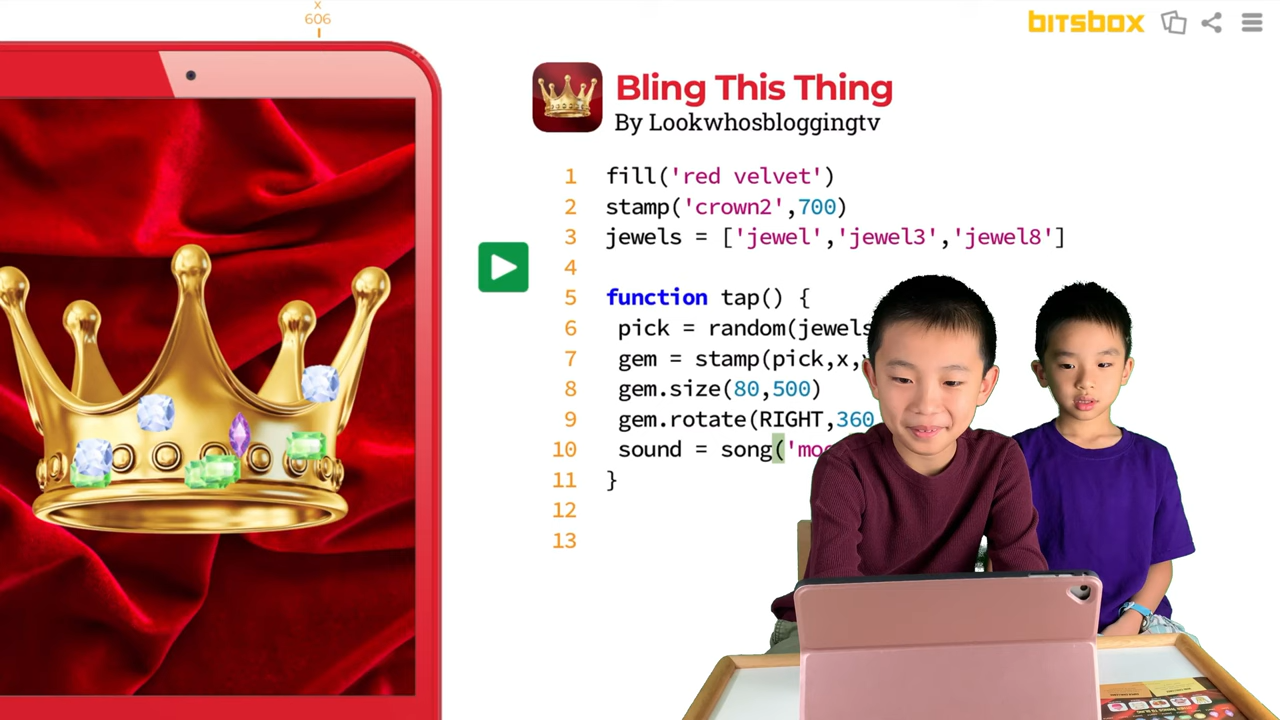 x
606
bitsbox
Bling This Thing
By Lookwhosbloggingtv
1 fill('red velvet')
2 stamp('crown2',700)
3 jewels = ['jewel','jewel3','jewel8']
4
5 function tap() {
6 pick = random(jewels
7 gem = stamp(pick,x,
8 gem.size(80,500)
9 gem.rotate(RIGHT,360
10 sound = song('mo
11 }
12
13